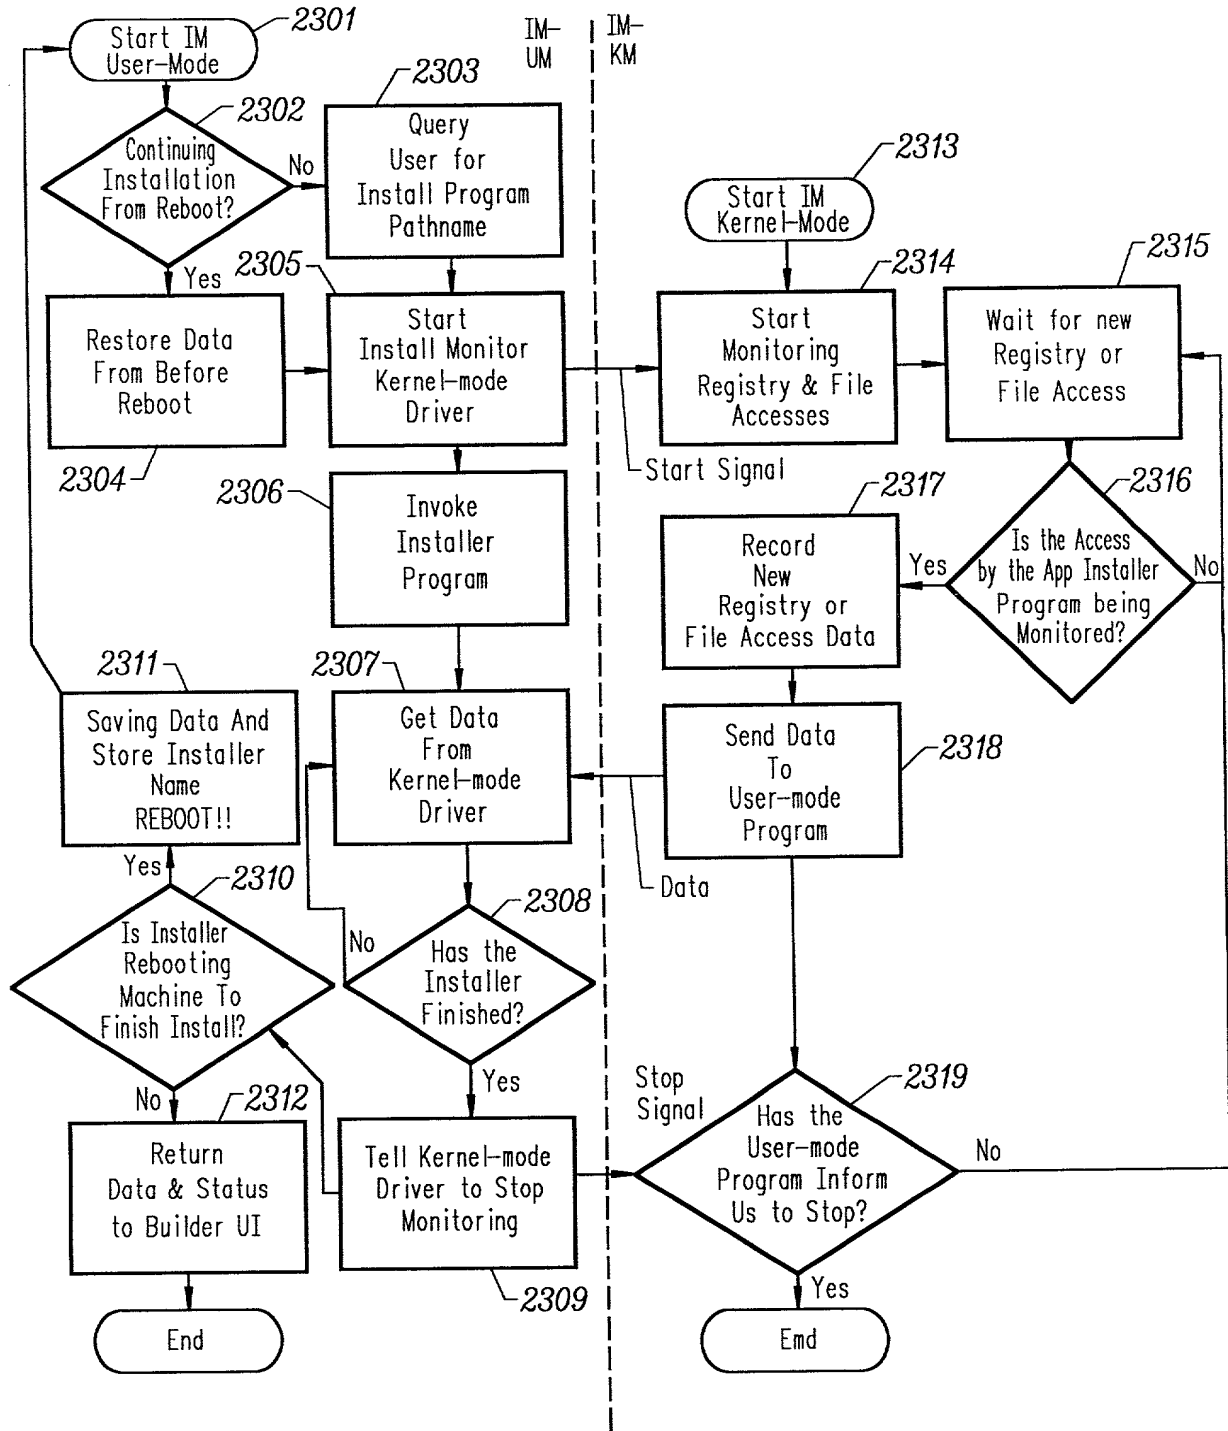 2301
Start IM
User-Mode
IM-
UM
IM-
KM
2302
Continuing
Installation
From Reboot?
No
Yes
2303
Query
User for
Install Program
Pathname
2304
Restore Data
From Before
Reboot
2305
Start
Install Monitor
Kernel-mode
Driver
Start Signal
2306
Invoke
Installer
Program
2307
Get Data
From
Kernel-mode
Driver
2308
Has the
Installer
Finished?
No
Yes
2309
Tell Kernel-mode
Driver to Stop
Monitoring
2310
Is Installer
Rebooting
Machine To
Finish Install?
Yes
No
2311
Saving Data And
Store Installer
Name
REBOOT!!
2312
Return
Data & Status
to Builder UI
End
2313
Start IM
Kernel-Mode
2314
Start
Monitoring
Registry & File
Accesses
2315
Wait for new
Registry or
File Access
2316
Is the Access
by the App Installer
Program being
Monitored?
Yes
No
2317
Record
New
Registry or
File Access Data
2318
Send Data
To
User-mode
Program
Data
Stop
Signal
2319
Has the
User-mode
Program Inform
Us to Stop?
No
Yes
Emd